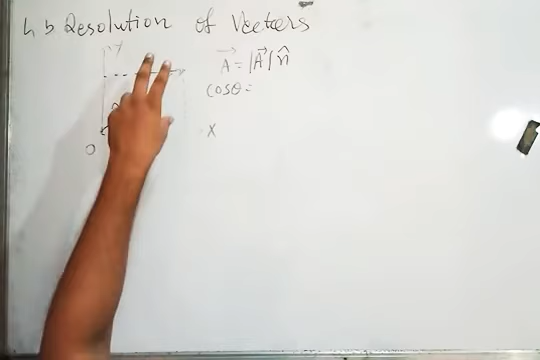 4.5 Resolution of Vectors
Y
A⃗ = |A⃗| n̂
cosθ =
X
O